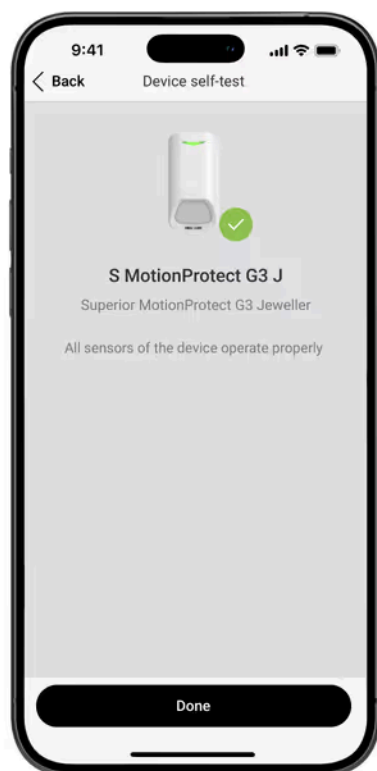 9:41
Back
Device self-test
S MotionProtect G3 J
Superior MotionProtect G3 Jeweller
All sensors of the device operate properly
Done